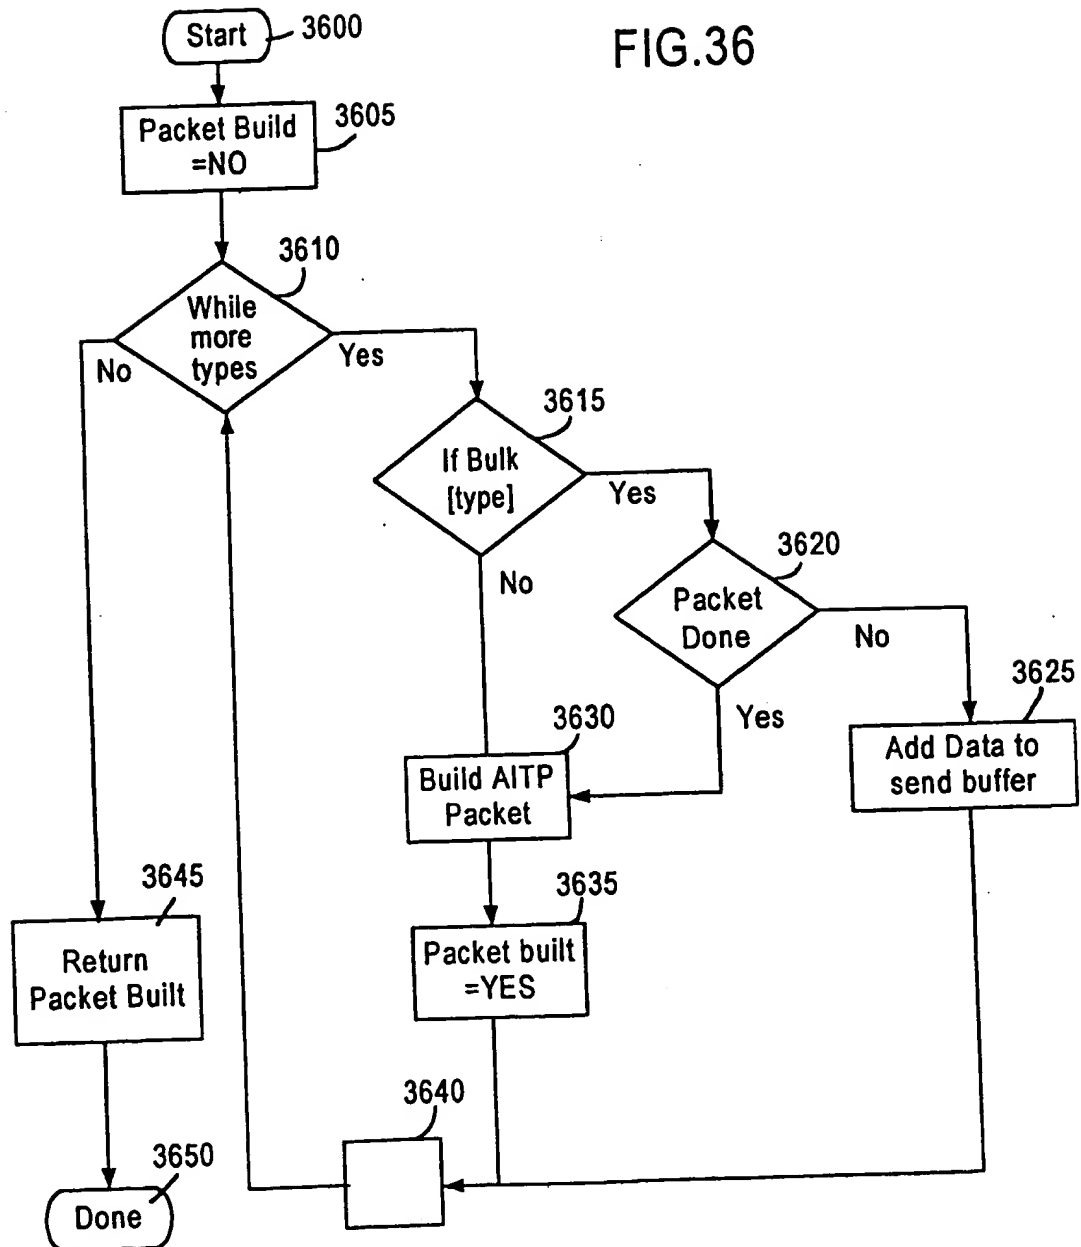 FIG.36
Start
3600
Packet Build
=NO
3605
While
more
types
3610
No
Yes
If Bulk
[type]
3615
Yes
No
Packet
Done
3620
No
Yes
Add Data to
send buffer
3625
Build AITP
Packet
3630
Packet built
=YES
3635
3640
Return
Packet Built
3645
Done
3650